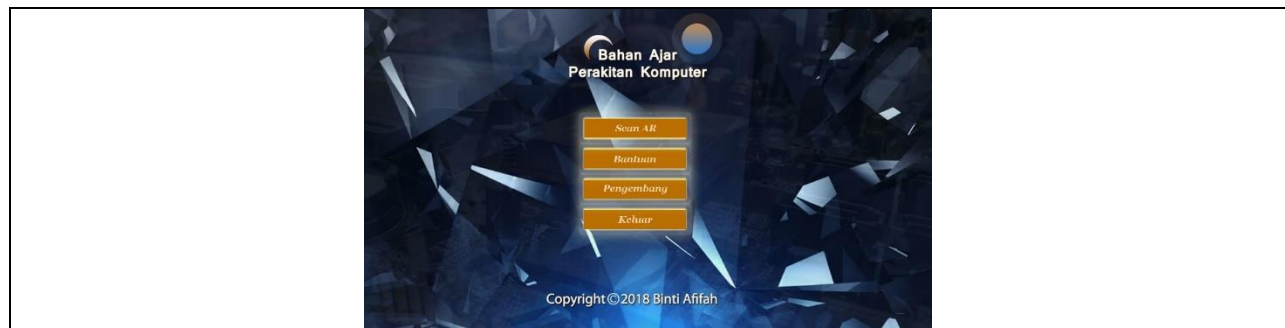 Bahan Ajar
Perakitan Komputer
Scan AR
Bantuan
Pengembang
Keluar
Copyright©2018 Binti Afifah